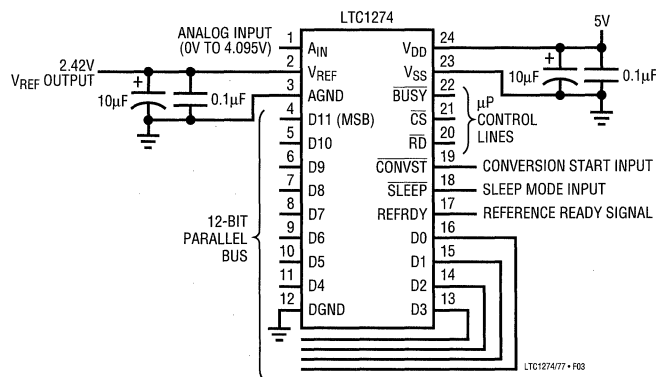 LTC1274
ANALOG INPUT
(0V TO 4.095V)
2.42V
VREF OUTPUT
+
10µF
0.1µF
1 AIN
2 VREF
3 AGND
4 D11 (MSB)
5 D10
6 D9
7 D8
8 D7
9 D6
10 D5
11 D4
12 DGND
12-BIT
PARALLEL
BUS
5V
VDD 24
VSS 23
BUSY 22
CS 21
RD 20
CONVST 19
SLEEP 18
REFRDY 17
D0 16
D1 15
D2 14
D3 13
+
10µF
0.1µF
µP
CONTROL
LINES
CONVERSION START INPUT
SLEEP MODE INPUT
REFERENCE READY SIGNAL
LTC1274/77 • F03